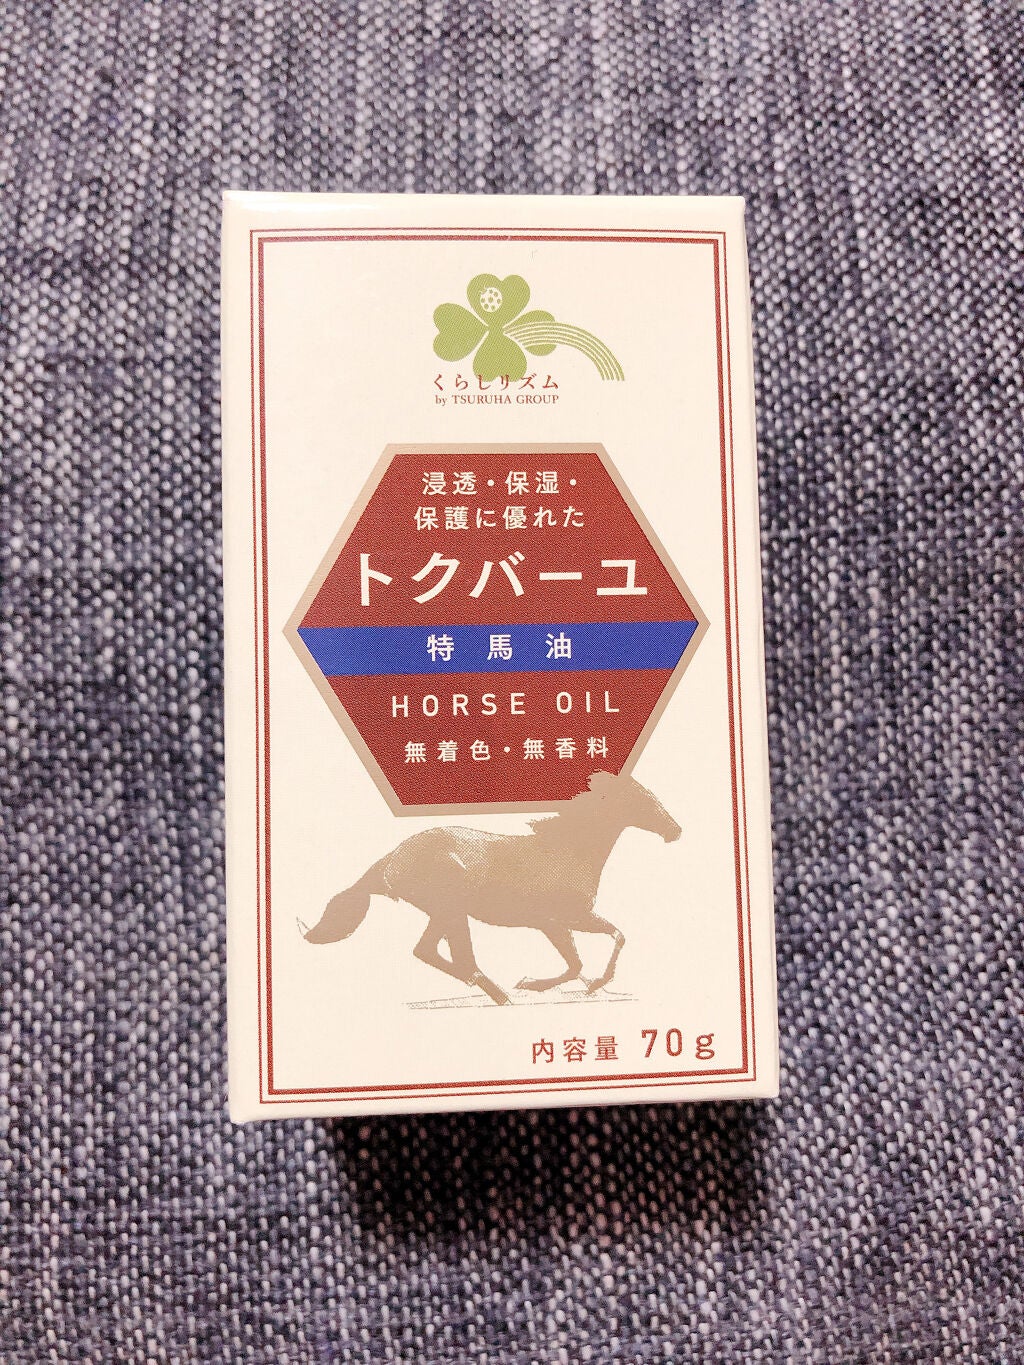 くらしリズム
by TSURUHA GROUP
浸透・保湿・
保護に優れた
トクバーユ
特馬油
HORSE OIL
無着色・無香料
内容量 70g